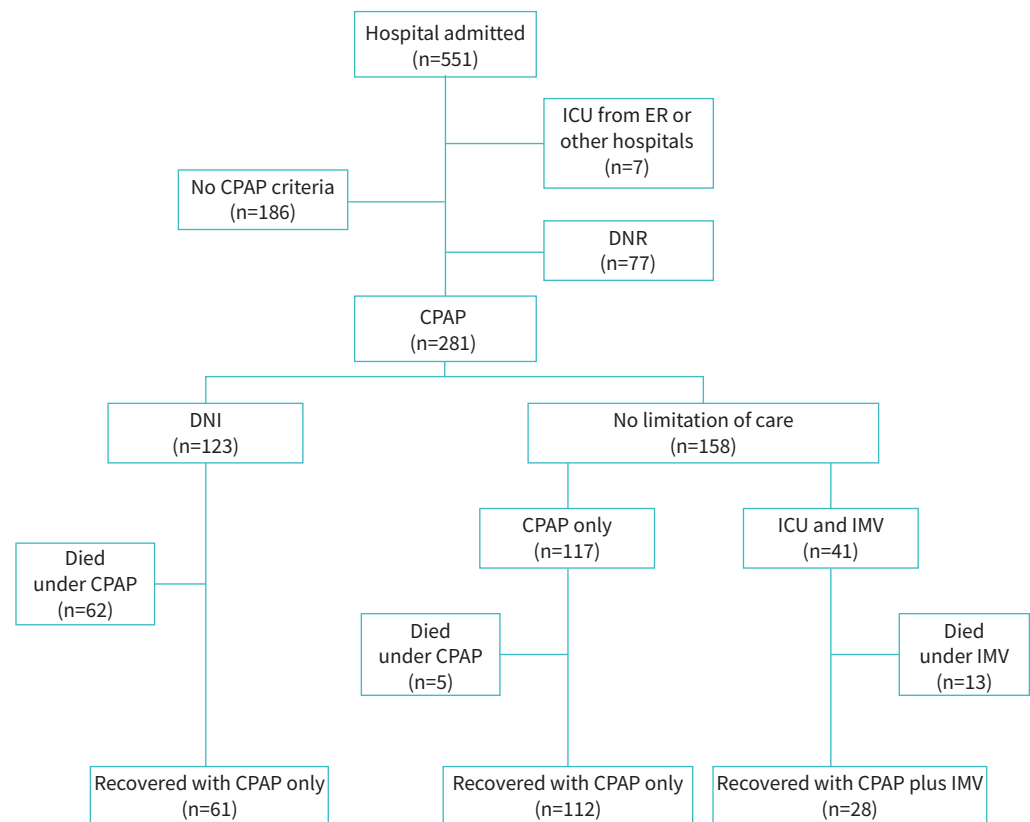 Hospital admitted
(n=551)
ICU from ER or
other hospitals
(n=7)
No CPAP criteria
(n=186)
DNR
(n=77)
CPAP
(n=281)
DNI
(n=123)
No limitation of care
(n=158)
CPAP only
(n=117)
ICU and IMV
(n=41)
Died
under CPAP
(n=62)
Died
under CPAP
(n=5)
Died
under IMV
(n=13)
Recovered with CPAP only
(n=61)
Recovered with CPAP only
(n=112)
Recovered with CPAP plus IMV
(n=28)